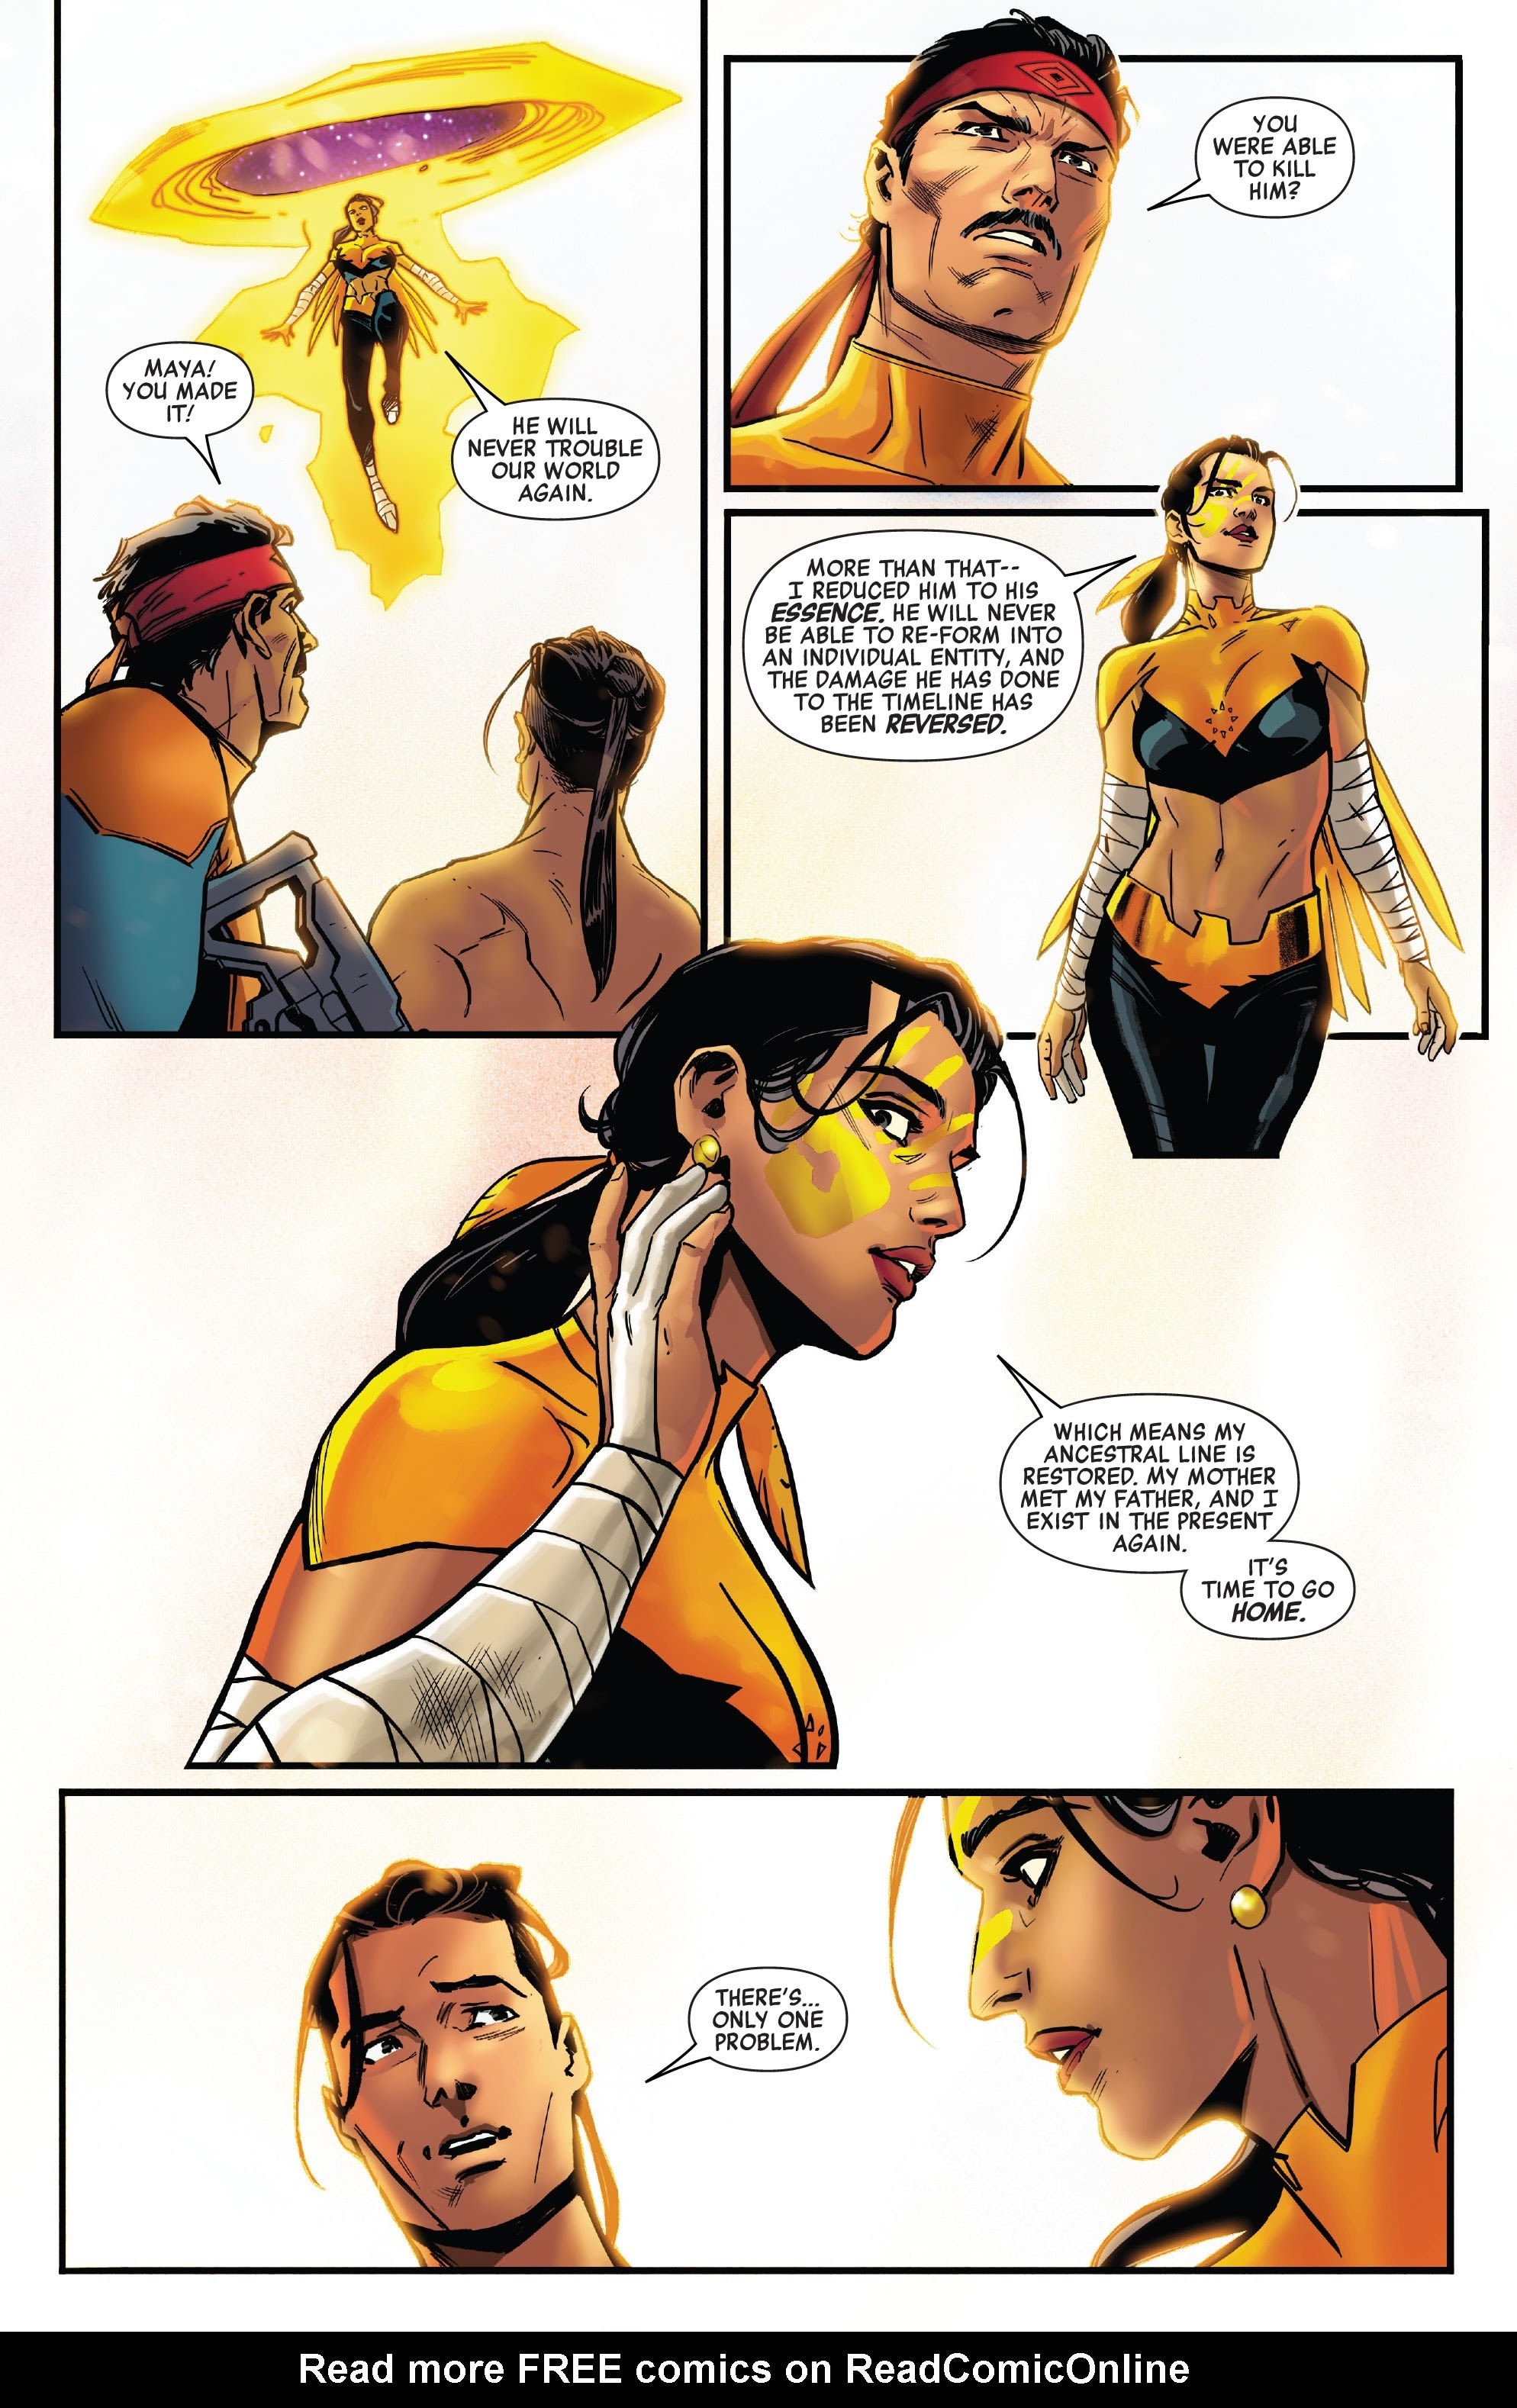 MAYA!
YOU MADE
IT!
HE WILL
NEVER TROUBLE
OUR WORLD
AGAIN.
YOU
WERE ABLE
TO KILL
HIM?
MORE THAN THAT--
I REDUCED HIM TO HIS
ESSENCE. HE WILL NEVER
BE ABLE TO RE-FORM INTO
AN INDIVIDUAL ENTITY, AND
THE DAMAGE HE HAS DONE
TO THE TIMELINE HAS
BEEN REVERSED.
WHICH MEANS MY
ANCESTRAL LINE IS
RESTORED. MY MOTHER
MET MY FATHER, AND I
EXIST IN THE PRESENT
AGAIN.
IT'S
TIME TO GO
HOME.
THERE'S...
ONLY ONE
PROBLEM.
Read more FREE comics on ReadComicOnline